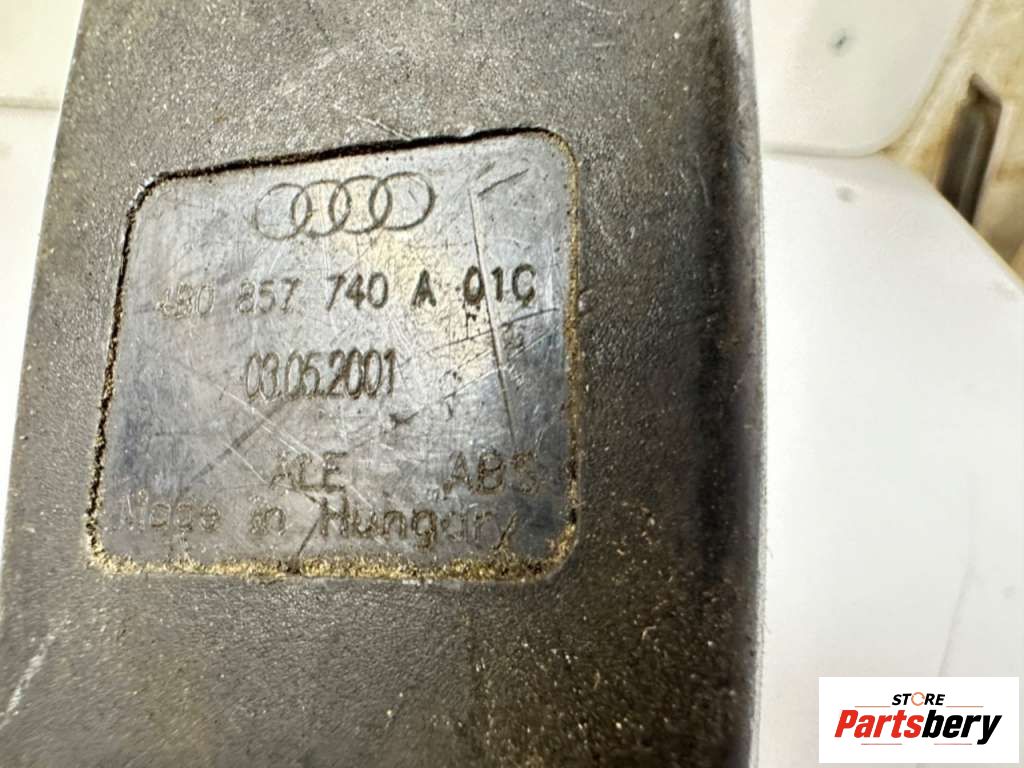 4B0 857 740 A 01C
03.05.2001
ALE ABS
Made in Hungary
STORE
Partsbery